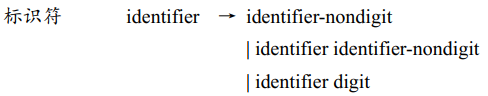 标识符 identifier → identifier-nondigit
| identifier identifier-nondigit
| identifier digit